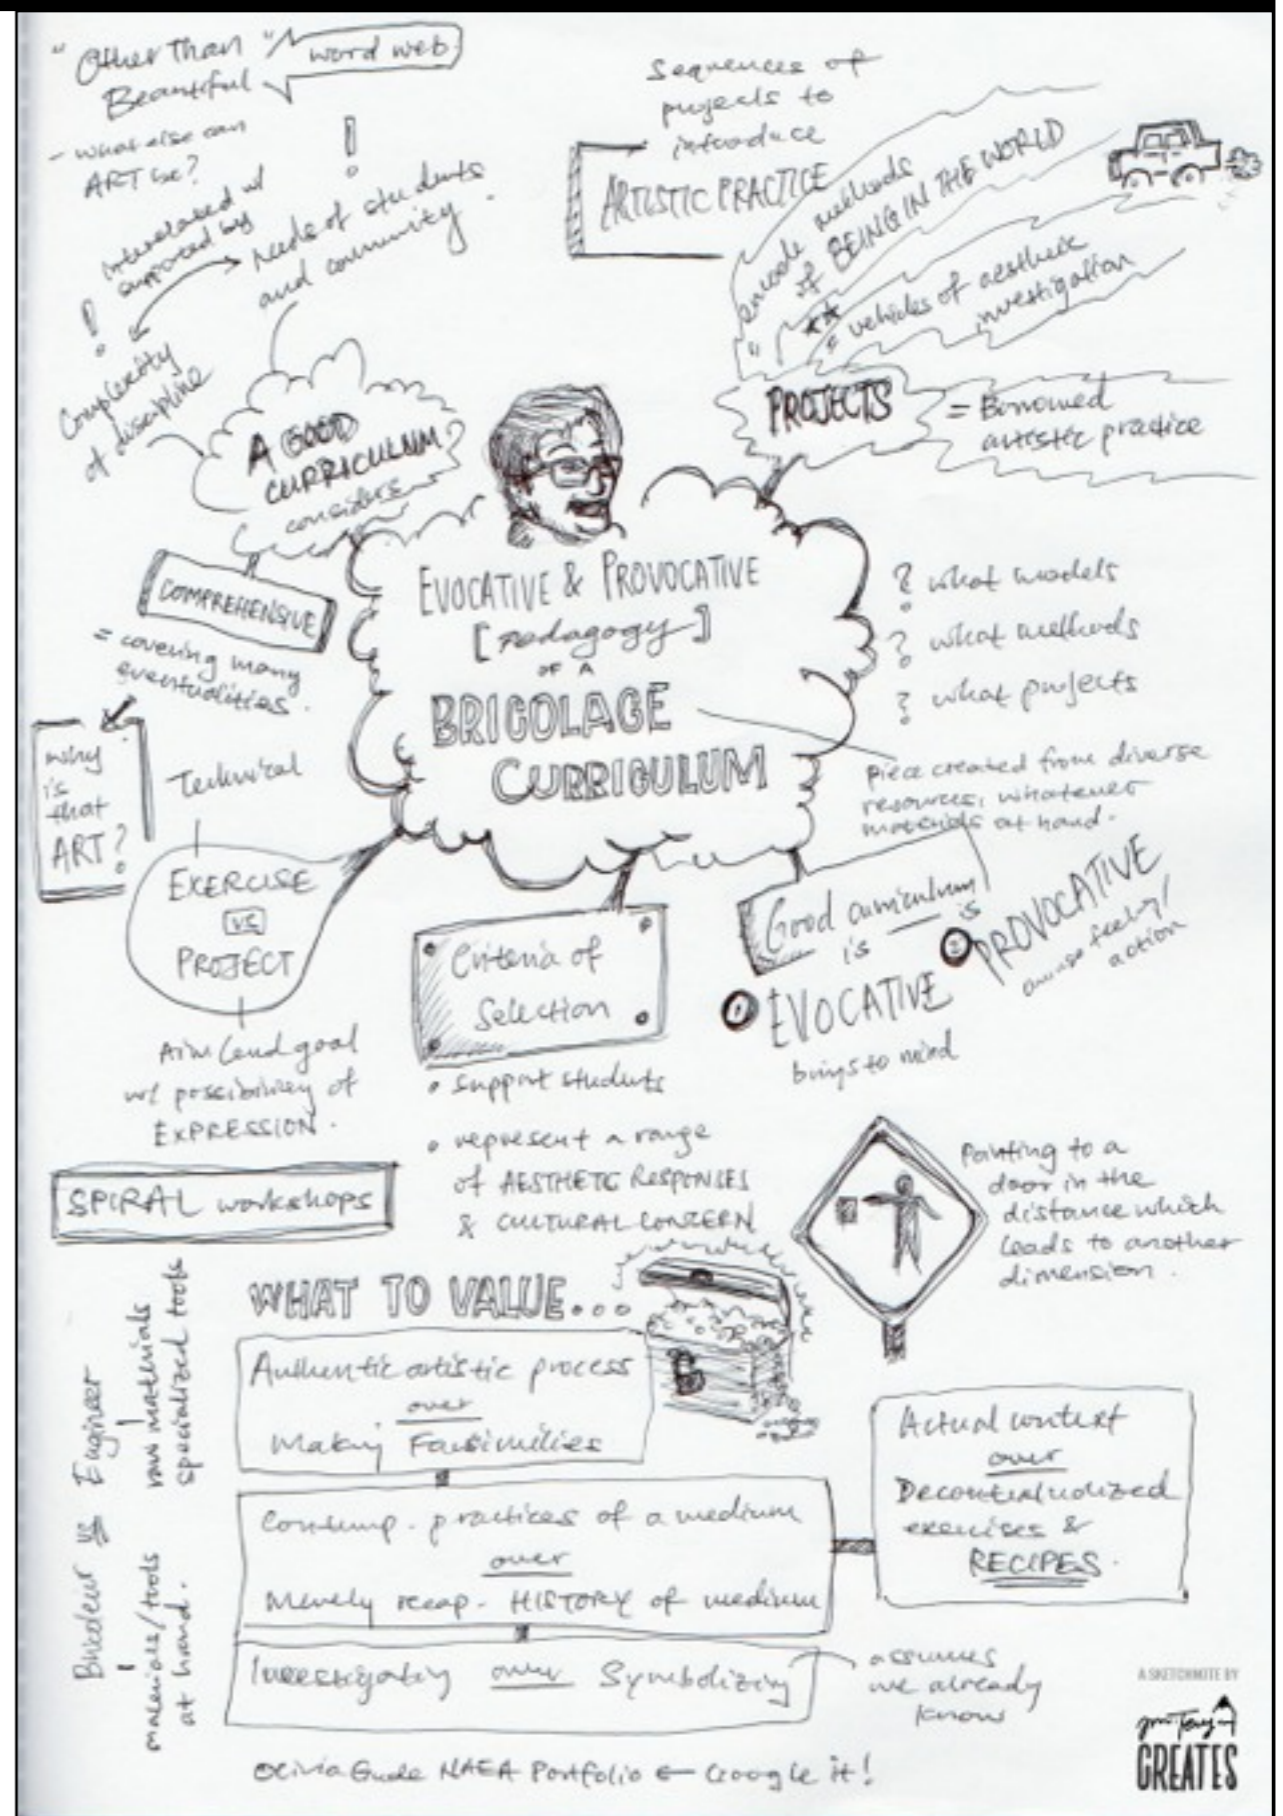 "Other Than"
Beautiful
word web
- what else can
ART be?
interrelated w/
supported by
needs of students
and community.
Complexity
of discipline
A GOOD
CURRICULUM?
considers
COMPREHENSIVE
= covering many
eventualities.
why
is
that
ART?
Technical
EXERCISE
VS
PROJECT
Aim/end goal
w/ possibility of
EXPRESSION.
Sequences of
projects to
introduce
ARTISTIC PRACTICE
"encode methods
of BEING IN THE WORLD
"vehicles of aesthetic
investigation
PROJECTS
= Borrowed
artistic practice
EVOCATIVE & PROVOCATIVE
[Pedagogy]
OF A
BRICOLAGE
CURRICULUM
? what models
? what methods
? what projects
piece created from diverse
resources, whatever
materials at hand.
Good curriculum
is
is
1 EVOCATIVE
brings to mind
2 PROVOCATIVE
arouse feeling/
action
Criteria of
Selection
• support students
• represent a range
of AESTHETIC RESPONSES
& CULTURAL CONCERN
Pointing to a
door in the
distance which
leads to another
dimension.
SPIRAL workshops
Bricoleur vs Engineer
materials/tools
at hand.
raw materials
specialized tools
WHAT TO VALUE...
Authentic artistic process
over
Making Facsimilies
Contemp. practices of a medium
over
Merely recap. HISTORY of medium
Investigating over Symbolizing
assumes
we already
know
Actual context
over
Decontextualized
exercises &
RECIPES.
Olivia Gude NAEA Portfolio ← Google it!
A SKETCHNOTE BY
CREATES